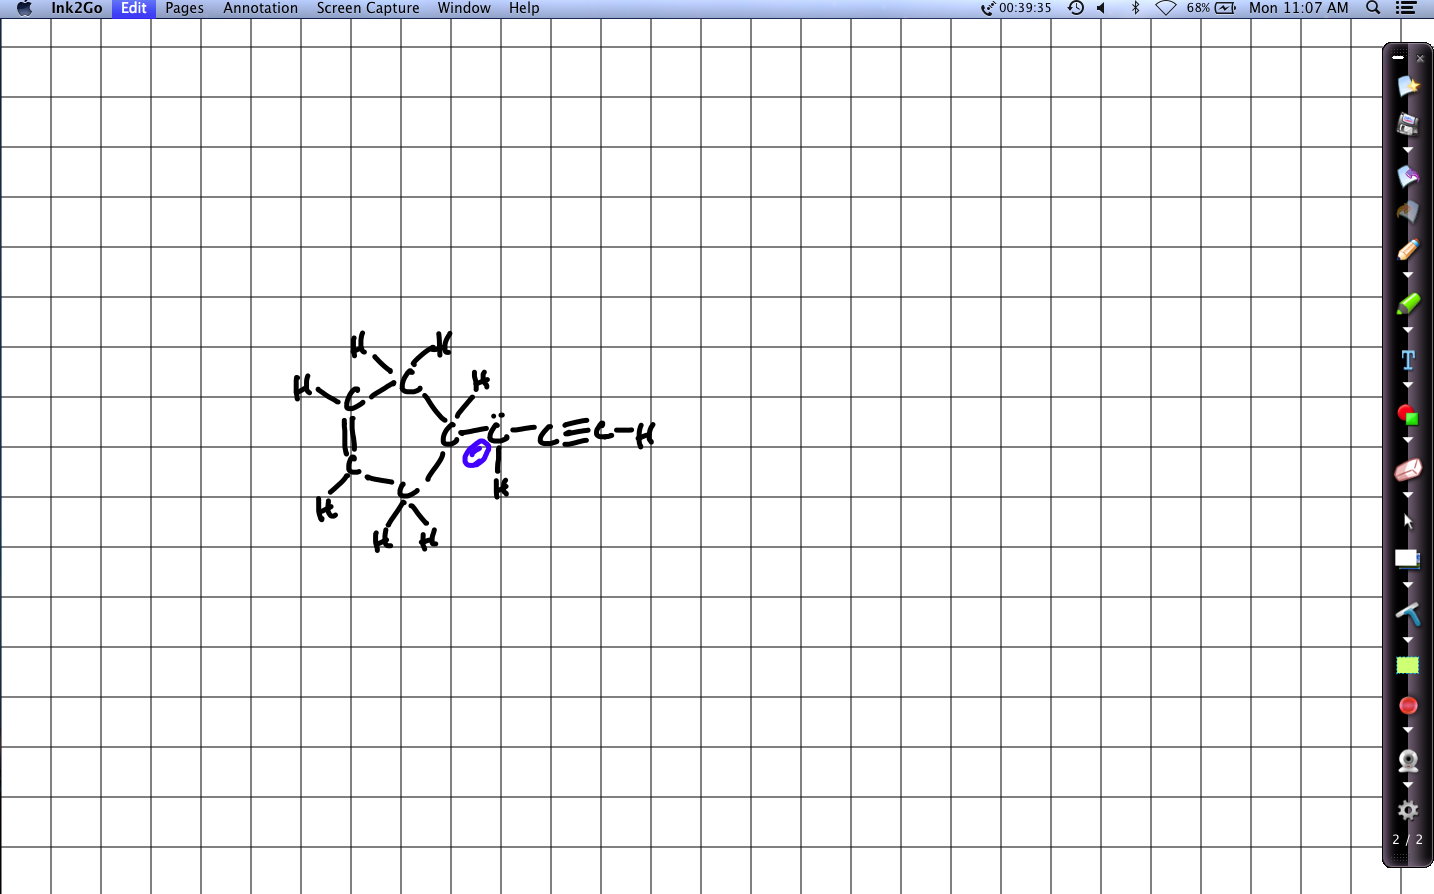 Ink2Go Edit Pages Annotation Screen Capture Window Help 00:39:35 68% Mon 11:07 AM
H H
H C C H
C C̈ — C ≡ C — H
C
H C H
H H
T
2 / 2